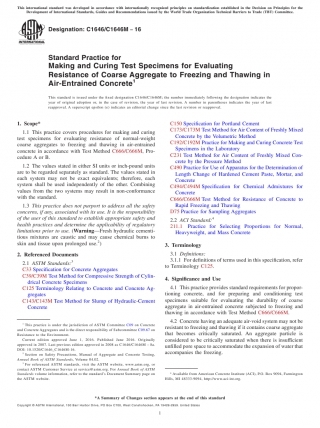 This international standard was developed in accordance with internationally recognized principles on standardization established in the Decision on Principles for the
Development of International Standards, Guides and Recommendations issued by the World Trade Organization Technical Barriers to Trade (TBT) Committee.
Designation: C1646/C1646M − 16
Standard Practice for
Making and Curing Test Specimens for Evaluating
Resistance of Coarse Aggregate to Freezing and Thawing in
Air-Entrained Concrete1
This standard is issued under the fixed designation C1646/C1646M; the number immediately following the designation indicates the
year of original adoption or, in the case of revision, the year of last revision. A number in parentheses indicates the year of last
reapproval. A superscript epsilon (ε) indicates an editorial change since the last revision or reapproval.
1. Scope*
1.1 This practice covers procedures for making and curing
test specimens for evaluating resistance of normal-weight
coarse aggregates to freezing and thawing in air-entrained
concrete in accordance with Test Method C666/C666M, Pro-
cedure A or B.
1.2 The values stated in either SI units or inch-pound units
are to be regarded separately as standard. The values stated in
each system may not be exact equivalents; therefore, each
system shall be used independently of the other. Combining
values from the two systems may result in non-conformance
with the standard.
1.3 This practice does not purport to address all the safety
concerns, if any, associated with its use. It is the responsibility
of the user of this standard to establish appropriate safety and
health practices and determine the applicability of regulatory
limitations prior to use. (Warning—Fresh hydraulic cementi-
tious mixtures are caustic and may cause chemical burns to
skin and tissue upon prolonged use.
2. Referenced Documents
2.1 ASTM Standards:
C33 Specification for Concrete Aggregates
C39/C39M Test Method for Compressive Strength of Cylin-
drical Concrete Specimens
C125 Terminology Relating to Concrete and Concrete Ag-
gregates
C143/C143M Test Method for Slump of Hydraulic-Cement
Concrete
1 This practice is under the jurisdiction of ASTM Committee C09 on Concrete
and Concrete Aggregates and is the direct responsibility of Subcommittee C09.67 on
Resistance to the Environment.
Current edition approved June 1, 2016. Published June 2016. Originally
approved in 2007. Last previous edition approved in 2008 as C1646/C1646M –
Annual Book of ASTM Standards,
For referenced ASTM standards, visit the ASTM website, www.astm.org, or
contact ASTM Customer Service at service@astm.org. For Annual Book of ASTM
Standards volume information, refer to the standard's Document Summary page on
the ASTM website.
C150 Specification for Portland Cement
C173/C173M Test Method for Air Content of Freshly Mixed
Concrete by the Volumetric Method
C192/C192M Practice for Making and Curing Concrete Test
Specimens in the Laboratory
C231 Test Method for Air Content of Freshly Mixed Con-
crete by the Pressure Method
C490 Practice for Use of Apparatus for the Determination of
Length Change of Hardened Cement Paste, Mortar, and
Concrete
C494/C494M Specification for Chemical Admixtures for
Concrete
C666/C666M Test Method for Resistance of Concrete to
Rapid Freezing and Thawing
D75 Practice for Sampling Aggregates
2.2 ACI Standard:
211.1 Practice for Selecting Proportions for Normal,
Heavyweight, and Mass Concrete
3. Terminology
3.1 Definitions:
3.1.1 For definitions of terms used in this specification, refer
to Terminology C125.
4. Significance and Use
4.1 This practice provides standard requirements for propor-
tioning concrete, and for preparing and conditioning test
specimens suitable for evaluating the durability of coarse
aggregate in air-entrained concrete subjected to freezing and
thawing in accordance with Test Method C666/C666M.
4.2 Concrete having an adequate air-void system may not be
resistant to freezing and thawing if it contains coarse aggregate
that becomes critically saturated. An aggregate particle is
considered to be critically saturated when there is insufficient
unfilled pore space to accommodate the expansion of water that
accompanies the freezing.
Available from American Concrete Institute (ACI), P.O. Box 9094, Farmington
Hills, MI 48333-9094, http://www.aci-int.org.
*A Summary of Changes section appears at the end of this standard
Copyright © ASTM International, 100 Barr Harbor Drive, PO Box C700, West Conshohocken, PA 19428-2959. United States
1